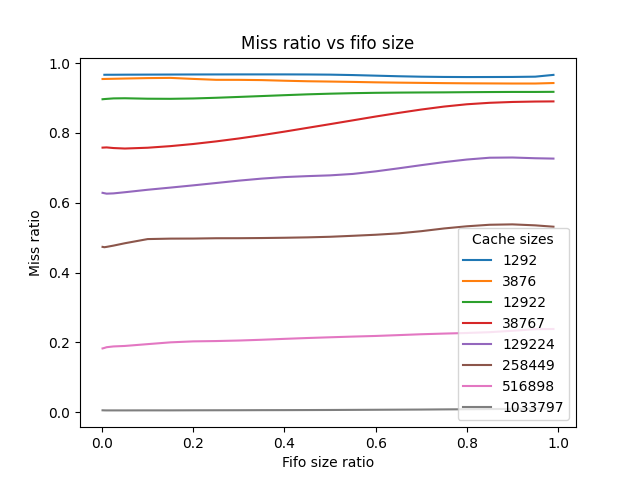 Miss ratio vs fifo size
Miss ratio
1.0
0.8
0.6
0.4
0.2
0.0
0.0 0.2 0.4 0.6 0.8 1.0
Fifo size ratio
Cache sizes
1292
3876
12922
38767
129224
258449
516898
1033797